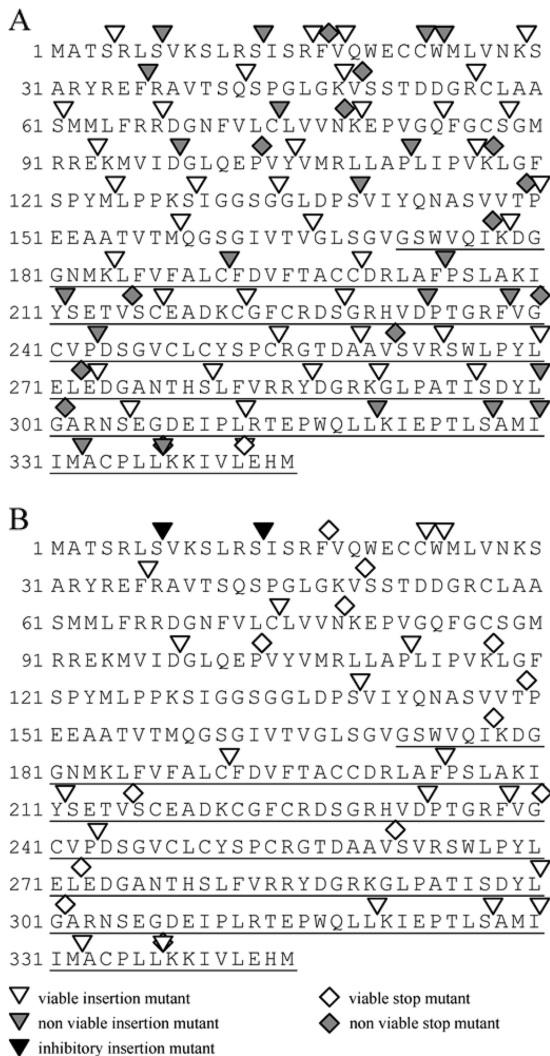 A
1 MATSRLSVKSLRSISRFVQWECCWMLVNKS
31 ARYREFRAVTSQSPGLGKVSSTDDGRCLAA
61 SMMLFRRDGNFVLCLVVNKEPVGQFGCSGM
91 RREKMVIDGLQEPVYVMRLLAPLIPVKLGF
121 SPYMLPPKSIGGSGGLDPSVIYQNASVVTP
151 EEAATVTMQGSGIVTVGLSGVGSWVQIKDG
181 GNMKLFVFALCFDVFTACCDRLAFPSLAKI
211 YSETVSCEADKCGFCRDSGRHVDPTGRFVG
241 CVPDSGVCLCYSPCRGTDAAVSVRSWLPYL
271 ELEDGANTHSLFVRRYDGRKGLPATISDYL
301 GARNSEGDEIPLRTEPWQLLKIEPTLSAMI
331 IMACPLLKKIVLEHM
B
1 MATSRLSVKSLRSISRFVQWECCWMLVNKS
31 ARYREFRAVTSQSPGLGKVSSTDDGRCLAA
61 SMMLFRRDGNFVLCLVVNKEPVGQFGCSGM
91 RREKMVIDGLQEPVYVMRLLAPLIPVKLGF
121 SPYMLPPKSIGGSGGLDPSVIYQNASVVTP
151 EEAATVTMQGSGIVTVGLSGVGSWVQIKDG
181 GNMKLFVFALCFDVFTACCDRLAFPSLAKI
211 YSETVSCEADKCGFCRDSGRHVDPTGRFVG
241 CVPDSGVCLCYSPCRGTDAAVSVRSWLPYL
271 ELEDGANTHSLFVRRYDGRKGLPATISDYL
301 GARNSEGDEIPLRTEPWQLLKIEPTLSAMI
331 IMACPLLKKIVLEHM
viable insertion mutant
viable stop mutant
non viable insertion mutant
non viable stop mutant
inhibitory insertion mutant